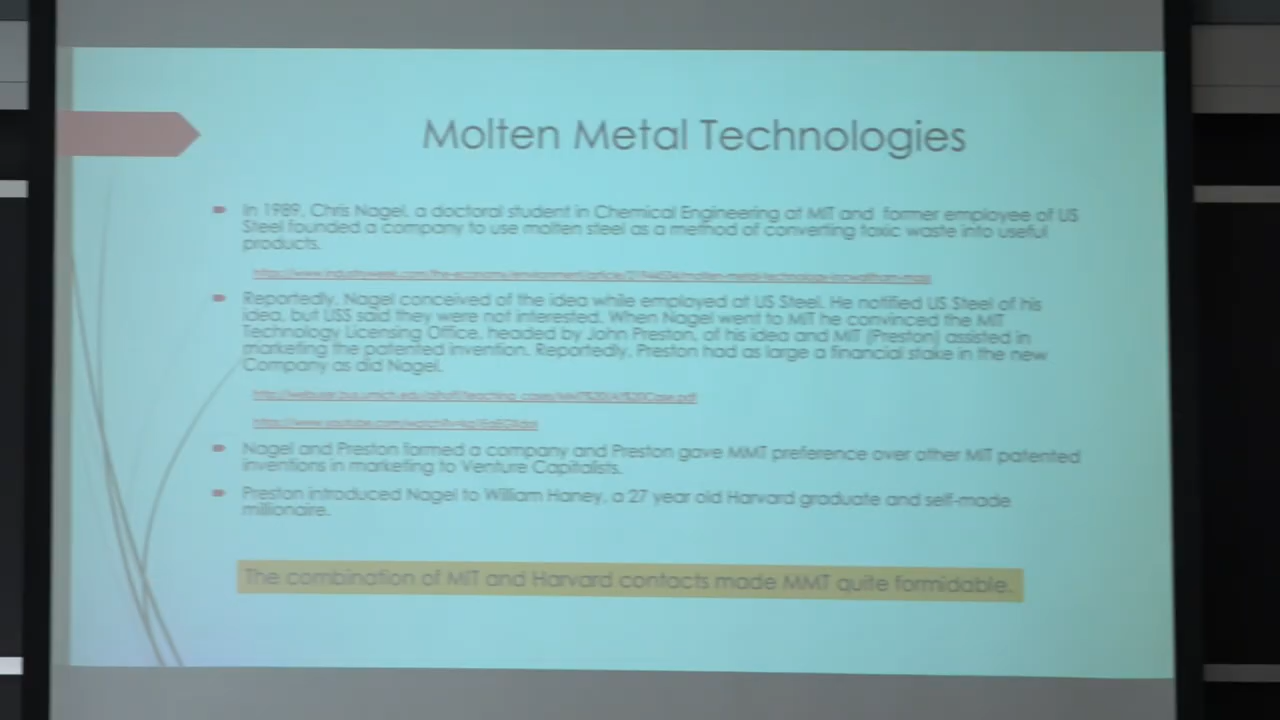 Molten Metal Technologies
In 1989, Chris Nagel, a doctoral student in Chemical Engineering at MIT and former employee of US
Steel founded a company to use molten steel as a method of converting toxic waste into useful
products.
Reportedly, Nagel conceived of the idea while employed at US Steel. He notified US Steel of his
idea, but USS said they were not interested. When Nagel went to MIT he convinced the MIT
Technology Licensing Office, headed by John Preston, of his idea and MIT (Preston) assisted in
marketing the patented invention. Reportedly, Preston had as large a financial stake in the new
Company as did Nagel.
Nagel and Preston formed a company and Preston gave MMT preference over other MIT patented
inventions in marketing to Venture Capitalists.
Preston introduced Nagel to William Haney, a 27 year old Harvard graduate and self-made
millionaire.
The combination of MIT and Harvard contacts made MMT quite formidable.